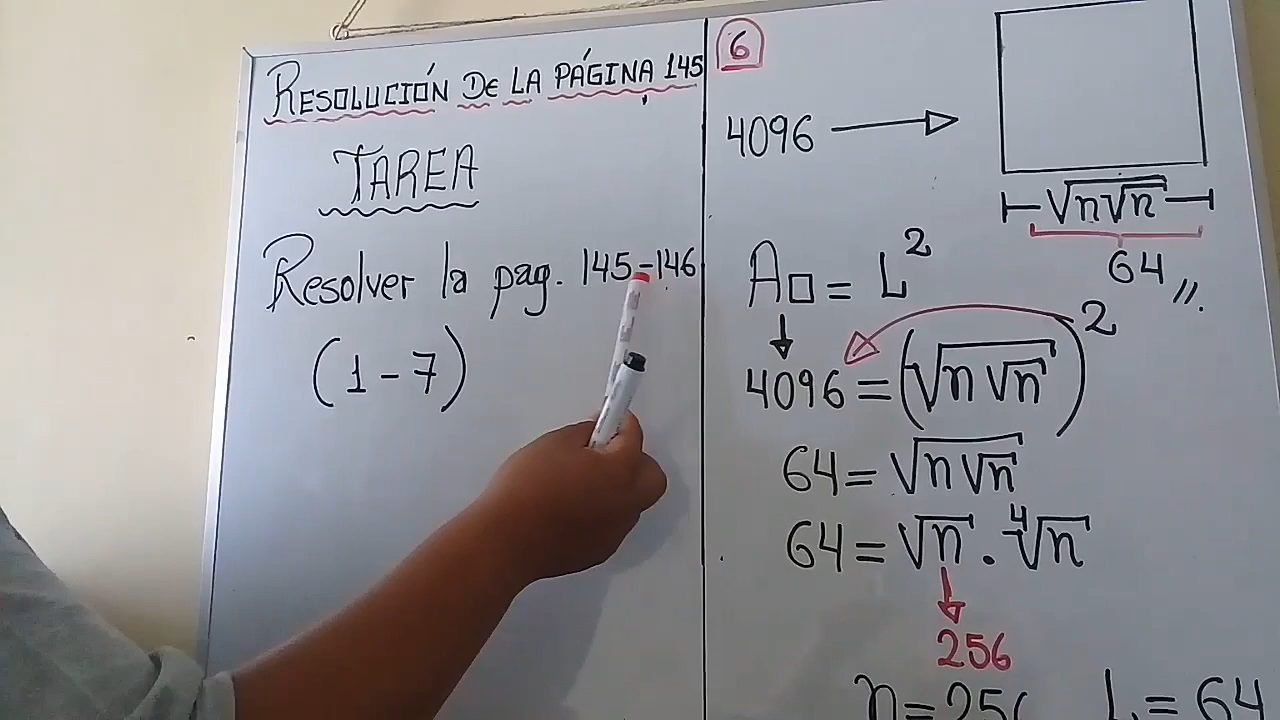 RESOLUCIÓN DE LA PÁGINA 145
TAREA
Resolver la pag. 145-146
(1-7)
6
4096
√n√n
64 //.
A□ = L²
4096 = (√n√n)²
64 = √n√n
64 = √n . ∜n
256
n=256 L=64